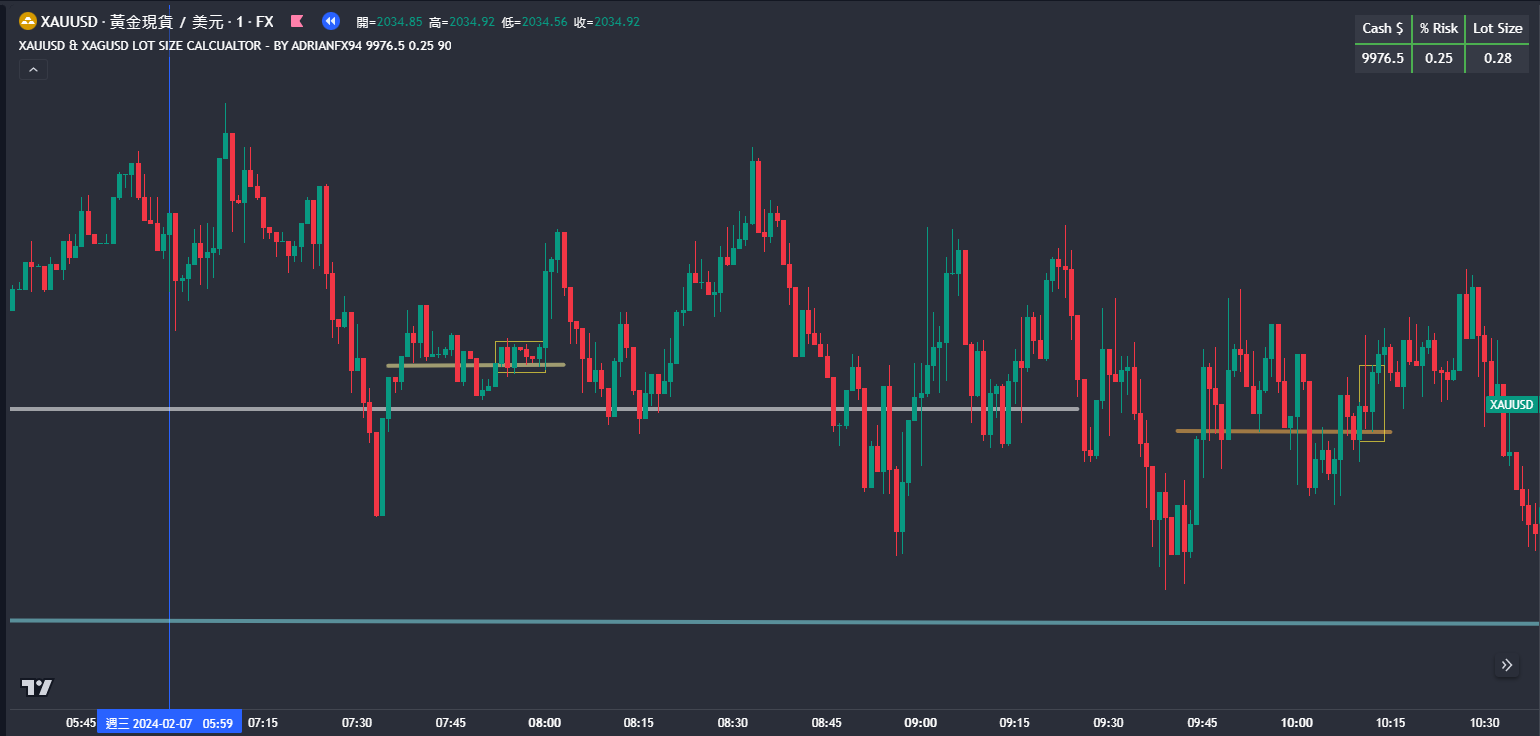 XAUUSD · 黃金現貨 / 美元 · 1 · FX 開=2034.85 高=2034.92 低=2034.56 收=2034.92
XAUUSD & XAGUSD LOT SIZE CALCUALTOR - BY ADRIANFX94 9976.5 0.25 90
Cash $ % Risk Lot Size
9976.5 0.25 0.28
XAUUSD
05:45 週三 2024-02-07 05:59 07:15 07:30 07:45 08:00 08:15 08:30 08:45 09:00 09:15 09:30 09:45 10:00 10:15 10:30